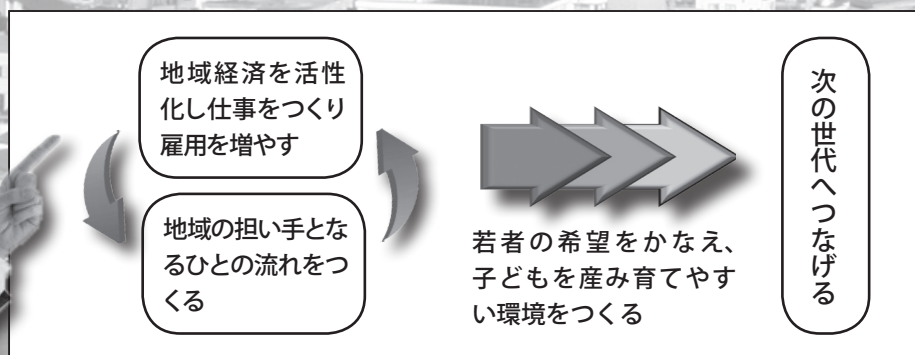 地域経済を活性
化し仕事をつくり
雇用を増やす
地域の担い手とな
るひとの流れをつ
くる
若者の希望をかなえ、
子どもを産み育てやす
い環境をつくる
次の世代へつなげる